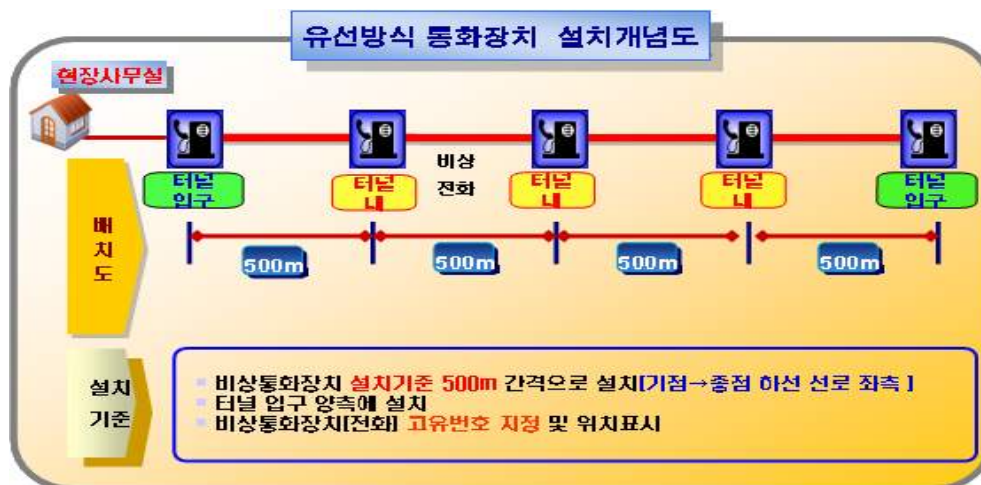 유선방식 통화장치 설치개념도
현장사무실
비상
전화
터널
입구
터널
내
터널
내
터널
내
터널
입구
배
치
도
500m
500m
500m
500m
설치
기준
비상통화장치 설치기준 500m 간격으로 설치[기점→종점 하선 선로 좌측 ]
터널 입구 양측에 설치
비상통화장치[전화] 고유번호 지정 및 위치표시